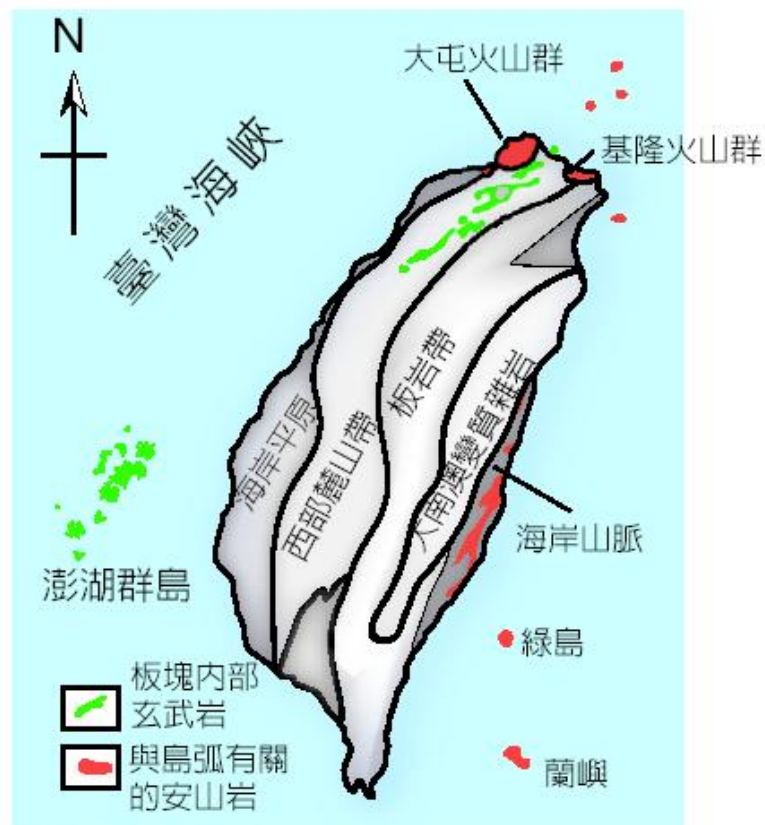 N
大屯火山群
基隆火山群
臺灣海峽
板岩帶
大南澳變質雜岩
海岸平原
西部麓山帶
海岸山脈
澎湖群島
綠島
板塊內部
玄武岩
與島弧有關
的安山岩
蘭嶼